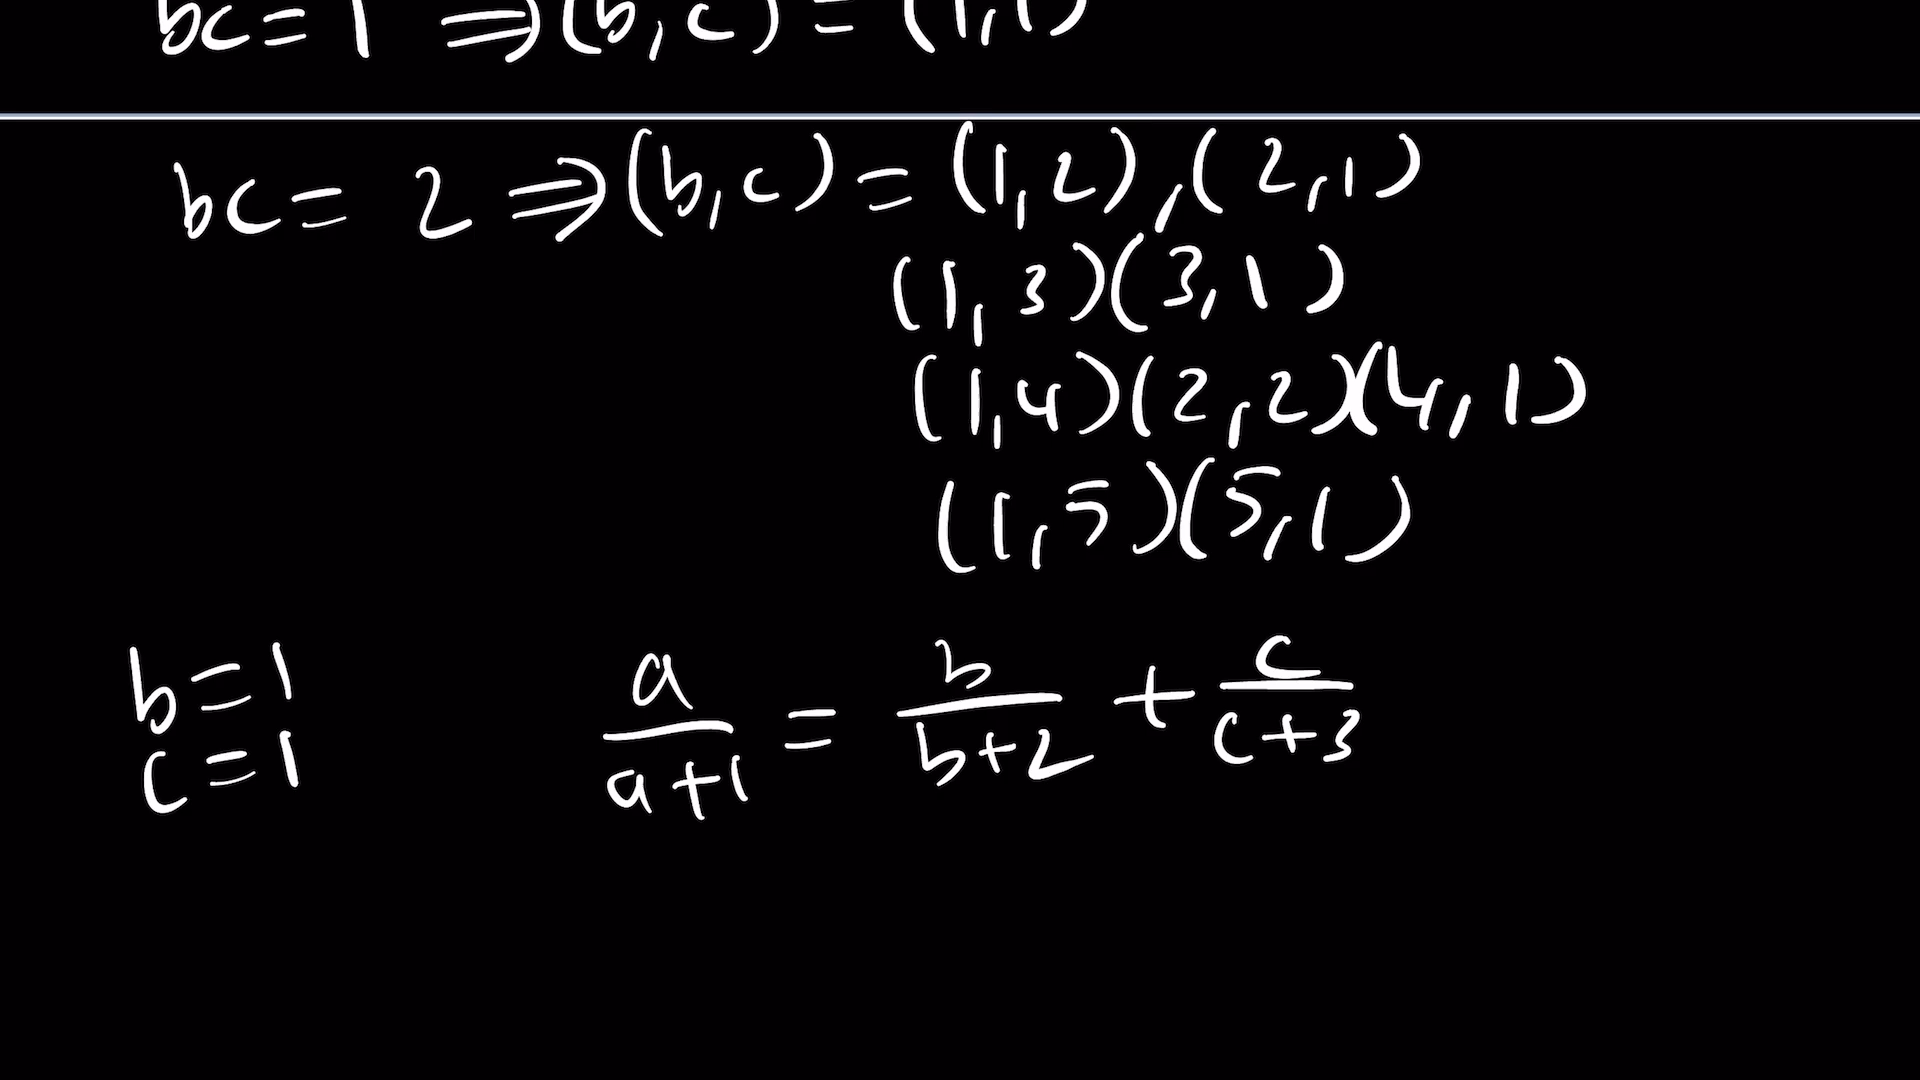 bc = 1 ⇒ (b, c) = (1, 1)
bc = 2 ⇒ (b, c) = (1, 2), (2, 1)
(1, 3)(3, 1)
(1, 4)(2, 2)(4, 1)
(1, 5)(5, 1)
b = 1
c = 1
a/(a+1) = b/(b+2) + c/(c+3)